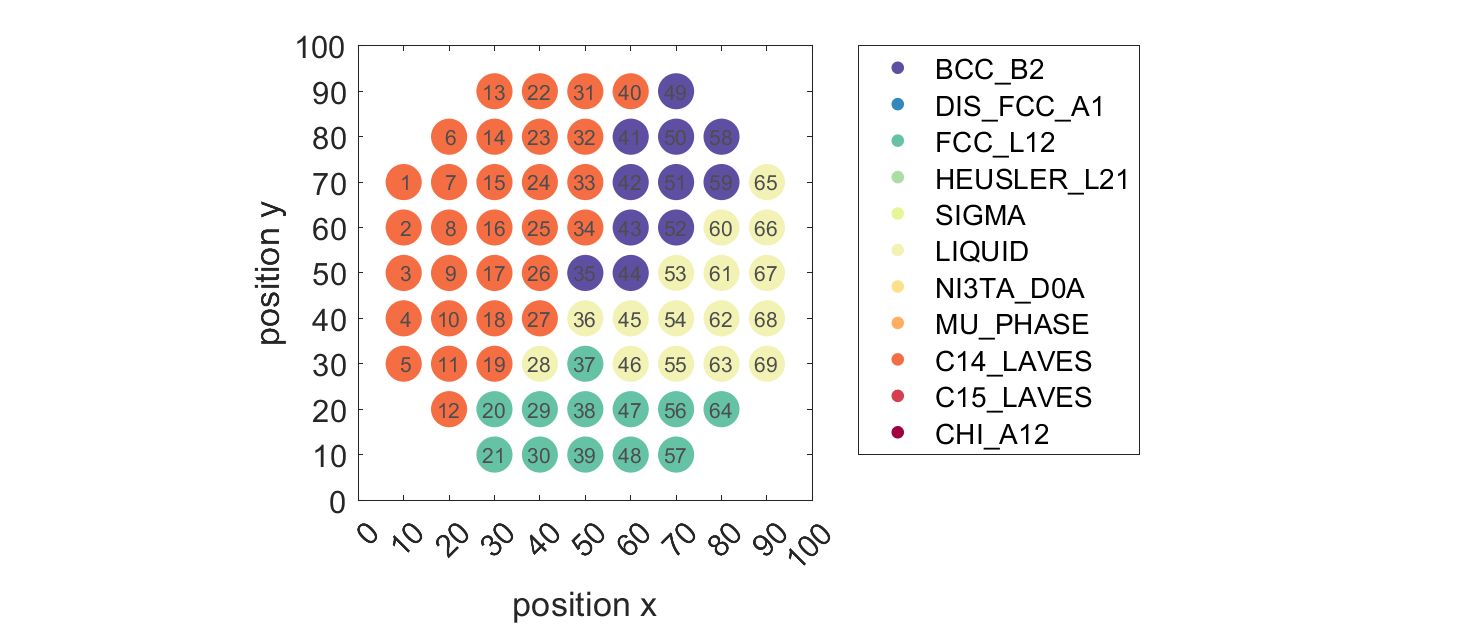 100
90
80
70
60
50
40
30
20
10
0
13 22 31 40 49
6 14 23 32 41 50 58
1 7 15 24 33 42 51 59 65
2 8 16 25 34 43 52 60 66
3 9 17 26 35 44 53 61 67
4 10 18 27 36 45 54 62 68
5 11 19 28 37 46 55 63 69
12 20 29 38 47 56 64
21 30 39 48 57
0 10 20 30 40 50 60 70 80 90 100
position x
position y
BCC_B2
DIS_FCC_A1
FCC_L12
HEUSLER_L21
SIGMA
LIQUID
NI3TA_D0A
MU_PHASE
C14_LAVES
C15_LAVES
CHI_A12